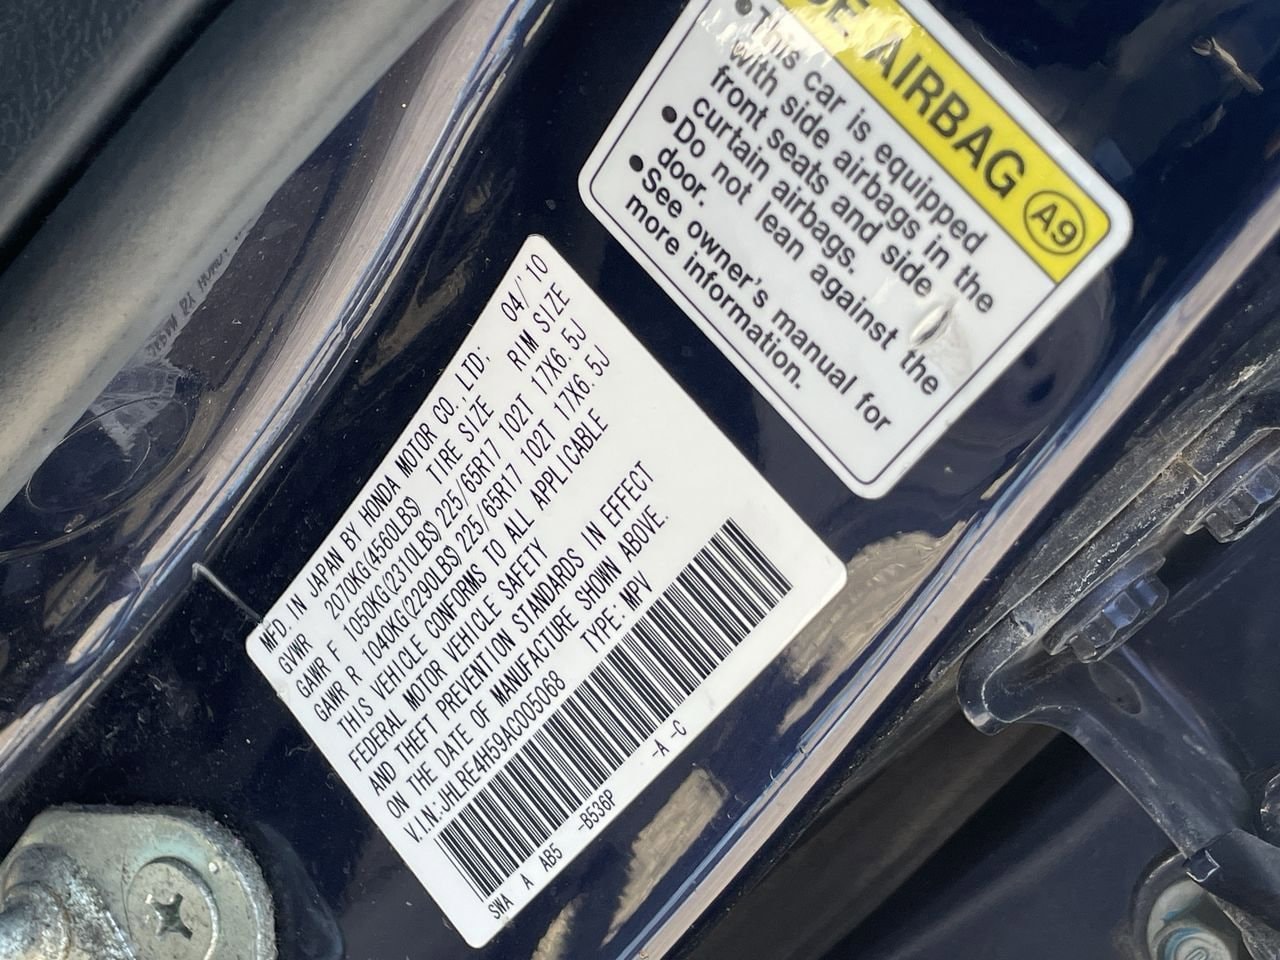 DE AIRBAG A9
This car is equipped
with side airbags in the
front seats and side
curtain airbags.
Do not lean against the
door.
See owner's manual for
more information.
MFD. IN JAPAN BY HONDA MOTOR CO.,LTD; 04/'10
GVWR 2070KG(4560LBS) TIRE SIZE RIM SIZE
GAWR F 1050KG(2310LBS) 225/65R17 102T 17X6.5J
GAWR R 1040KG(2290LBS) 225/65R17 102T 17X6.5J
THIS VEHICLE CONFORMS TO ALL APPLICABLE
FEDERAL MOTOR VEHICLE SAFETY
AND THEFT PREVENTION STANDARDS IN EFFECT
ON THE DATE OF MANUFACTURE SHOWN ABOVE.
V.I.N.:JHLRE4H59AC005068 TYPE: MPV
SWA A AB5 -B536P -A -C